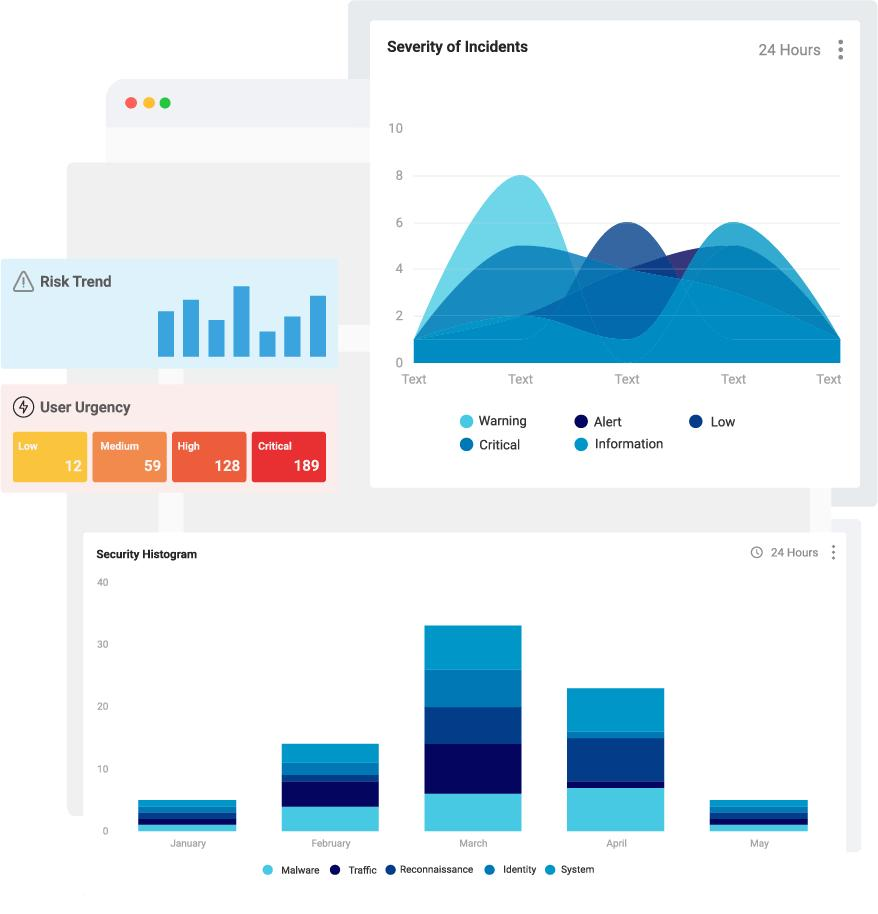 Severity of Incidents
24 Hours
10
8
6
4
2
0
Text Text Text Text Text
Warning Alert Low
Critical Information
Risk Trend
User Urgency
Low Medium High Critical
12 59 128 189
Security Histogram
24 Hours
40
30
20
10
0
January February March April May
Malware Traffic Reconnaissance Identity System